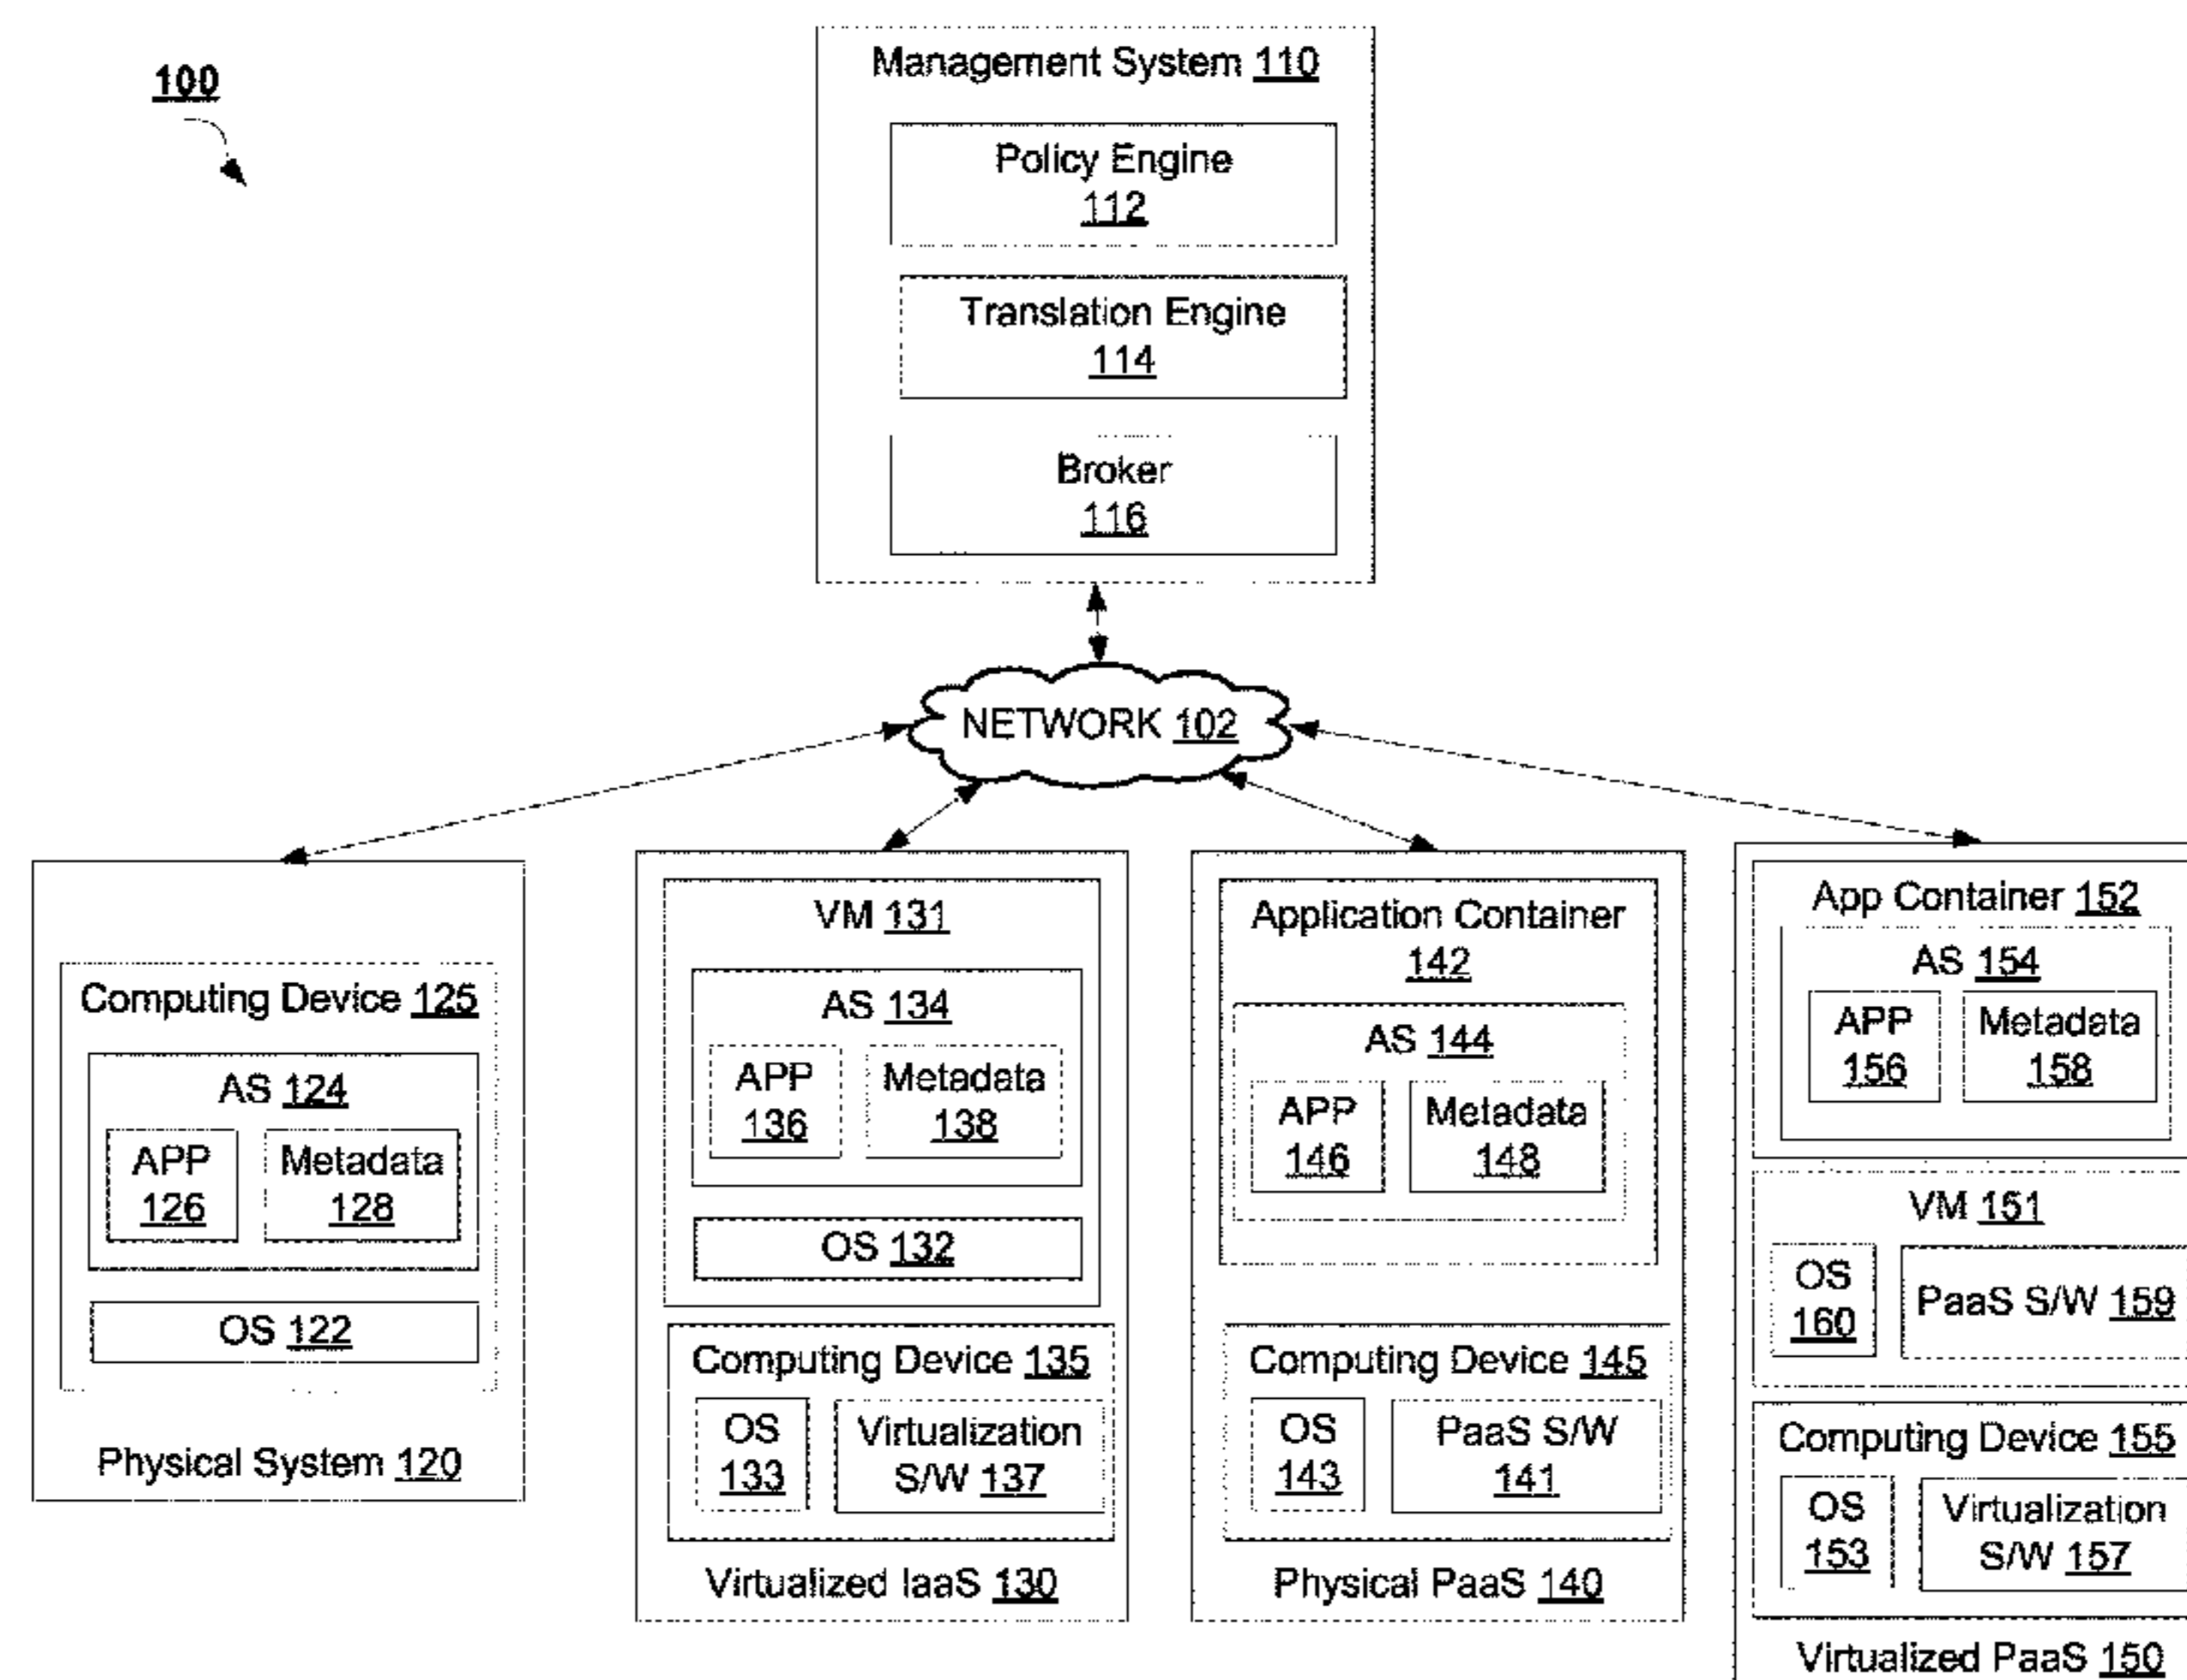 100
Management System 110
Policy Engine
112
Translation Engine
114
Broker
116
NETWORK 102
Computing Device 125
AS 124
APP
126
Metadata
128
OS 122
Physical System 120
VM 131
AS 134
APP
136
Metadata
138
OS 132
Computing Device 135
OS
133
Virtualization
S/W 137
Virtualized IaaS 130
Application Container
142
AS 144
APP
146
Metadata
148
Computing Device 145
OS
143
PaaS S/W
141
Physical PaaS 140
App Container 152
AS 154
APP
156
Metadata
158
VM 151
OS
160
PaaS S/W 159
Computing Device 155
OS
153
Virtualization
S/W 157
Virtualized PaaS 150